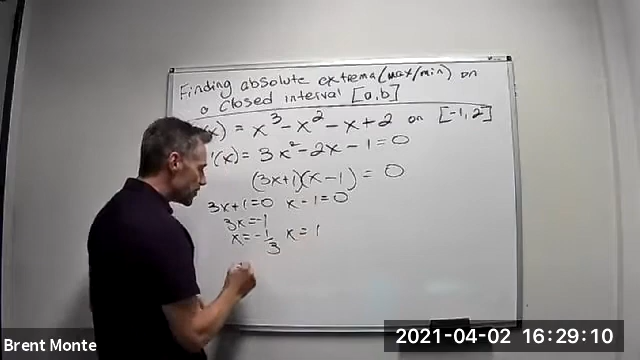 Finding absolute extrema (max/min) on
a closed interval [a,b]
(x) = x³ - x² - x + 2 on [-1, 2]
'(x) = 3x² - 2x - 1 = 0
(3x+1)(x-1) = 0
3x+1=0 x-1=0
3x=-1
x=-1/3 x=1
Brent Monte
2021-04-02 16:29:10